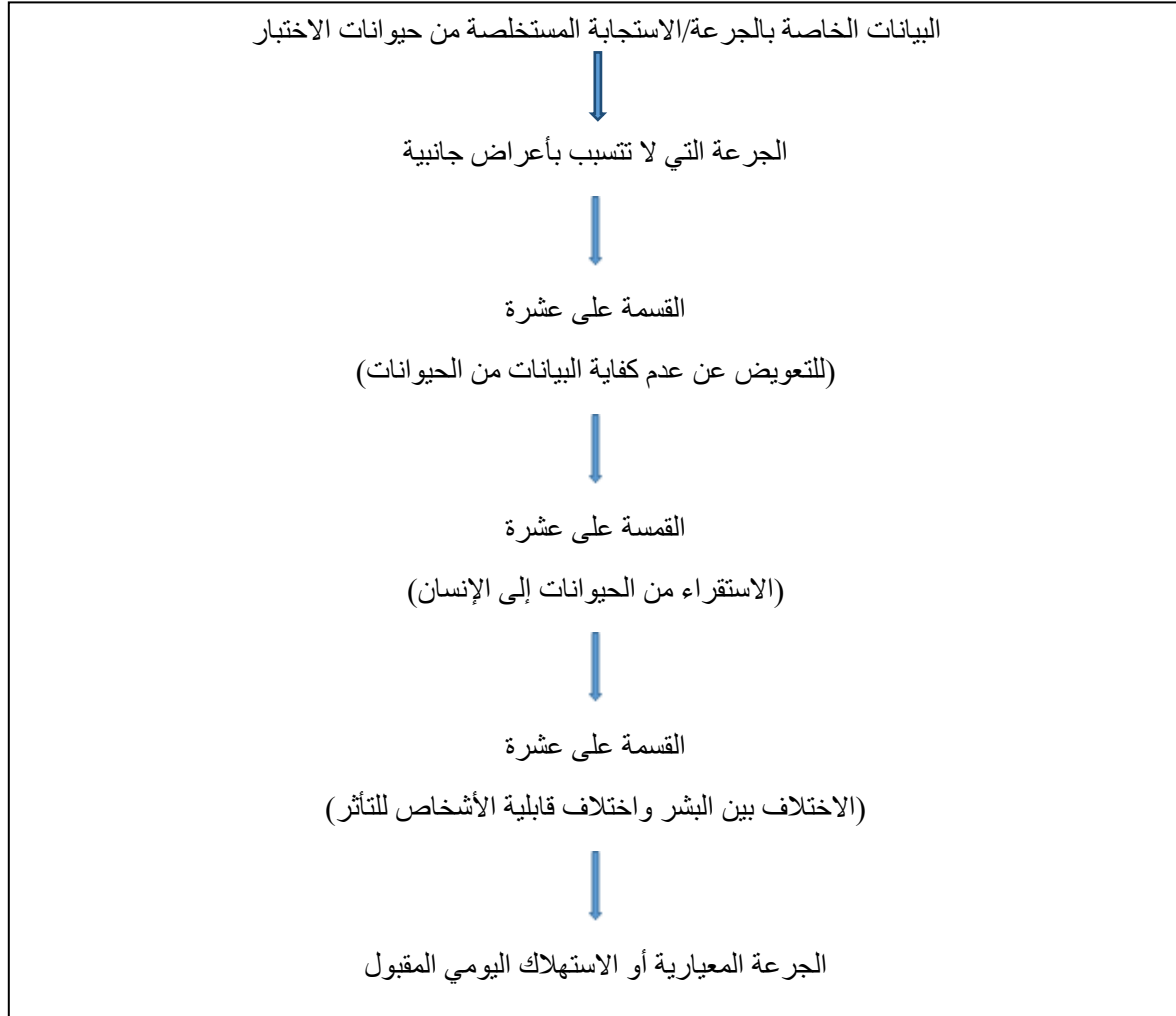 البيانات الخاصة بالجرعة/الاستجابة المستخلصة من حيوانات الاختبار
الجرعة التي لا تتسبب بأعراض جانبية
القسمة على عشرة
(للتعويض عن عدم كفاية البيانات من الحيوانات)
القمسة على عشرة
(الاستقراء من الحيوانات إلى الإنسان)
القسمة على عشرة
(الاختلاف بين البشر واختلاف قابلية الأشخاص للتأثر)
الجرعة المعيارية أو الاستهلاك اليومي المقبول